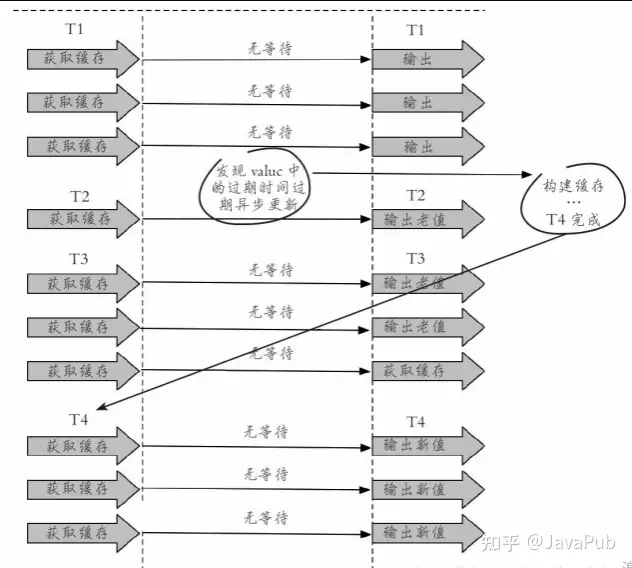 T1 T1
无等待
获取缓存 输出
无等待
获取缓存 输出
无等待
获取缓存 输出
发现 value 中
的过期时间过
期异步更新
构建缓存
…
T4 完成
T2 T2
获取缓存 输出老值
T3 T3
无等待
获取缓存 输出老值
无等待
获取缓存 输出老值
无等待
获取缓存 获取缓存
T4 T4
无等待
获取缓存 输出新值
无等待
获取缓存 输出新值
无等待
获取缓存 输出新值
知乎 @JavaPub